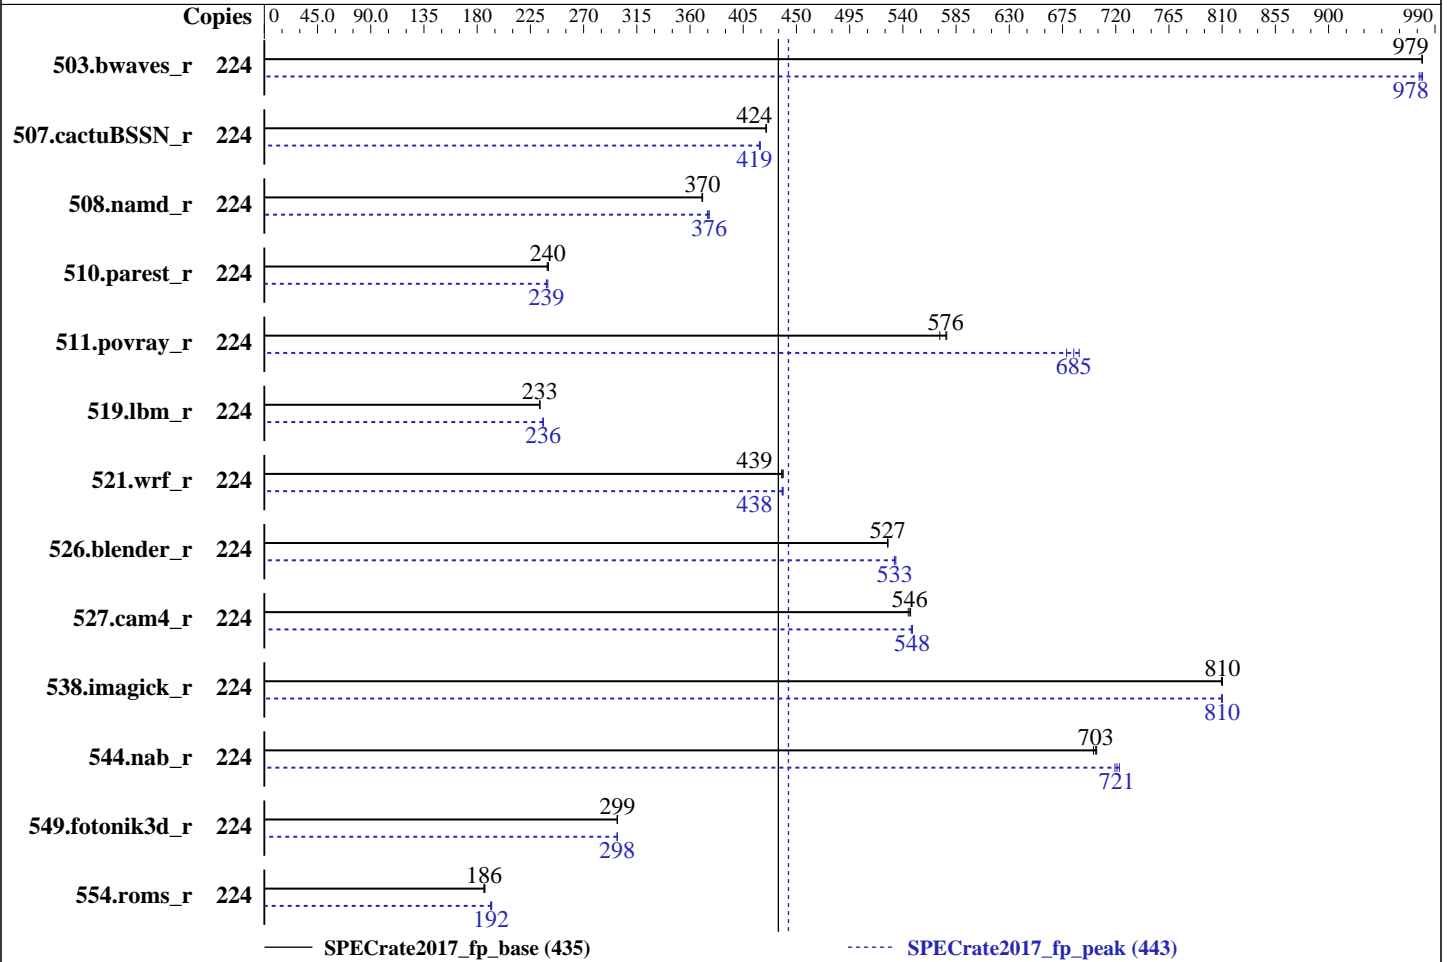 Copies 0 45.0 90.0 135 180 225 270 315 360 405 450 495 540 585 630 675 720 765 810 855 900 990
503.bwaves_r 224 979
978
507.cactuBSSN_r 224 424
419
508.namd_r 224 370
376
510.parest_r 224 240
239
511.povray_r 224 576
685
519.lbm_r 224 233
236
521.wrf_r 224 439
438
526.blender_r 224 527
533
527.cam4_r 224 546
548
538.imagick_r 224 810
810
544.nab_r 224 703
721
549.fotonik3d_r 224 299
298
554.roms_r 224 186
192
SPECrate2017_fp_base (435) SPECrate2017_fp_peak (443)